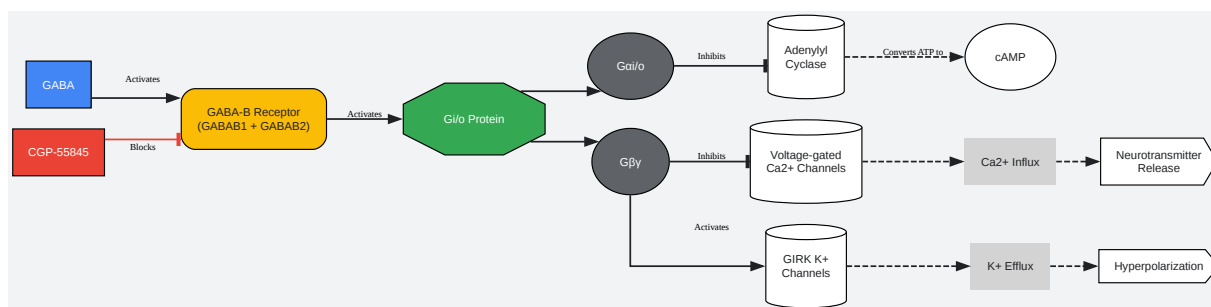 GABA
Activates
CGP-55845
Blocks
GABA-B Receptor
(GABAB1 + GABAB2)
Activates
Gi/o Protein
Gαi/o
Inhibits
Adenylyl
Cyclase
Converts ATP to
cAMP
Gβγ
Inhibits
Voltage-gated
Ca2+ Channels
Ca2+ Influx
Neurotransmitter
Release
Activates
GIRK K+
Channels
K+ Efflux
Hyperpolarization